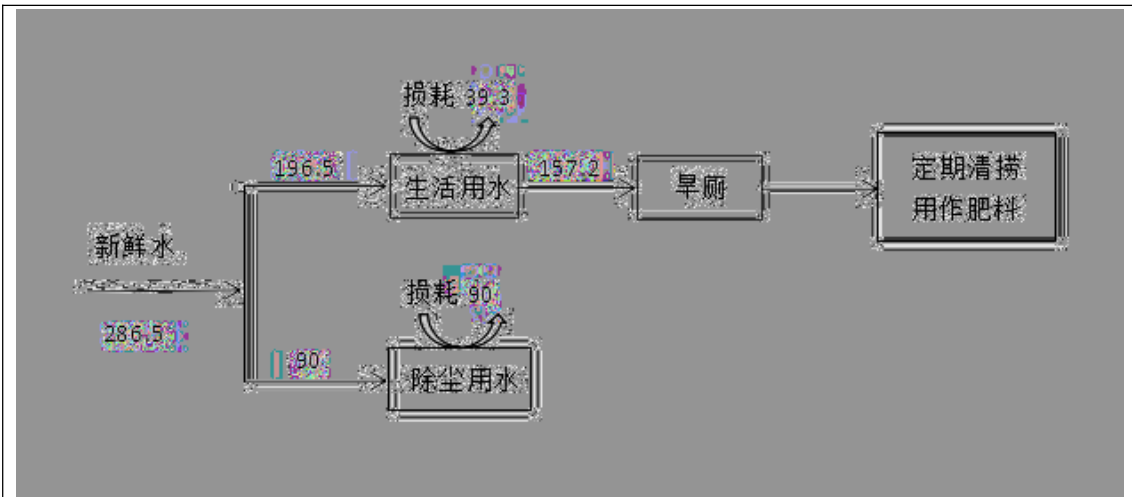 损耗 39.3
196.5
生活用水
157.2
旱厕
定期清捞
用作肥料
新鲜水
286.5
损耗 90
90
除尘用水